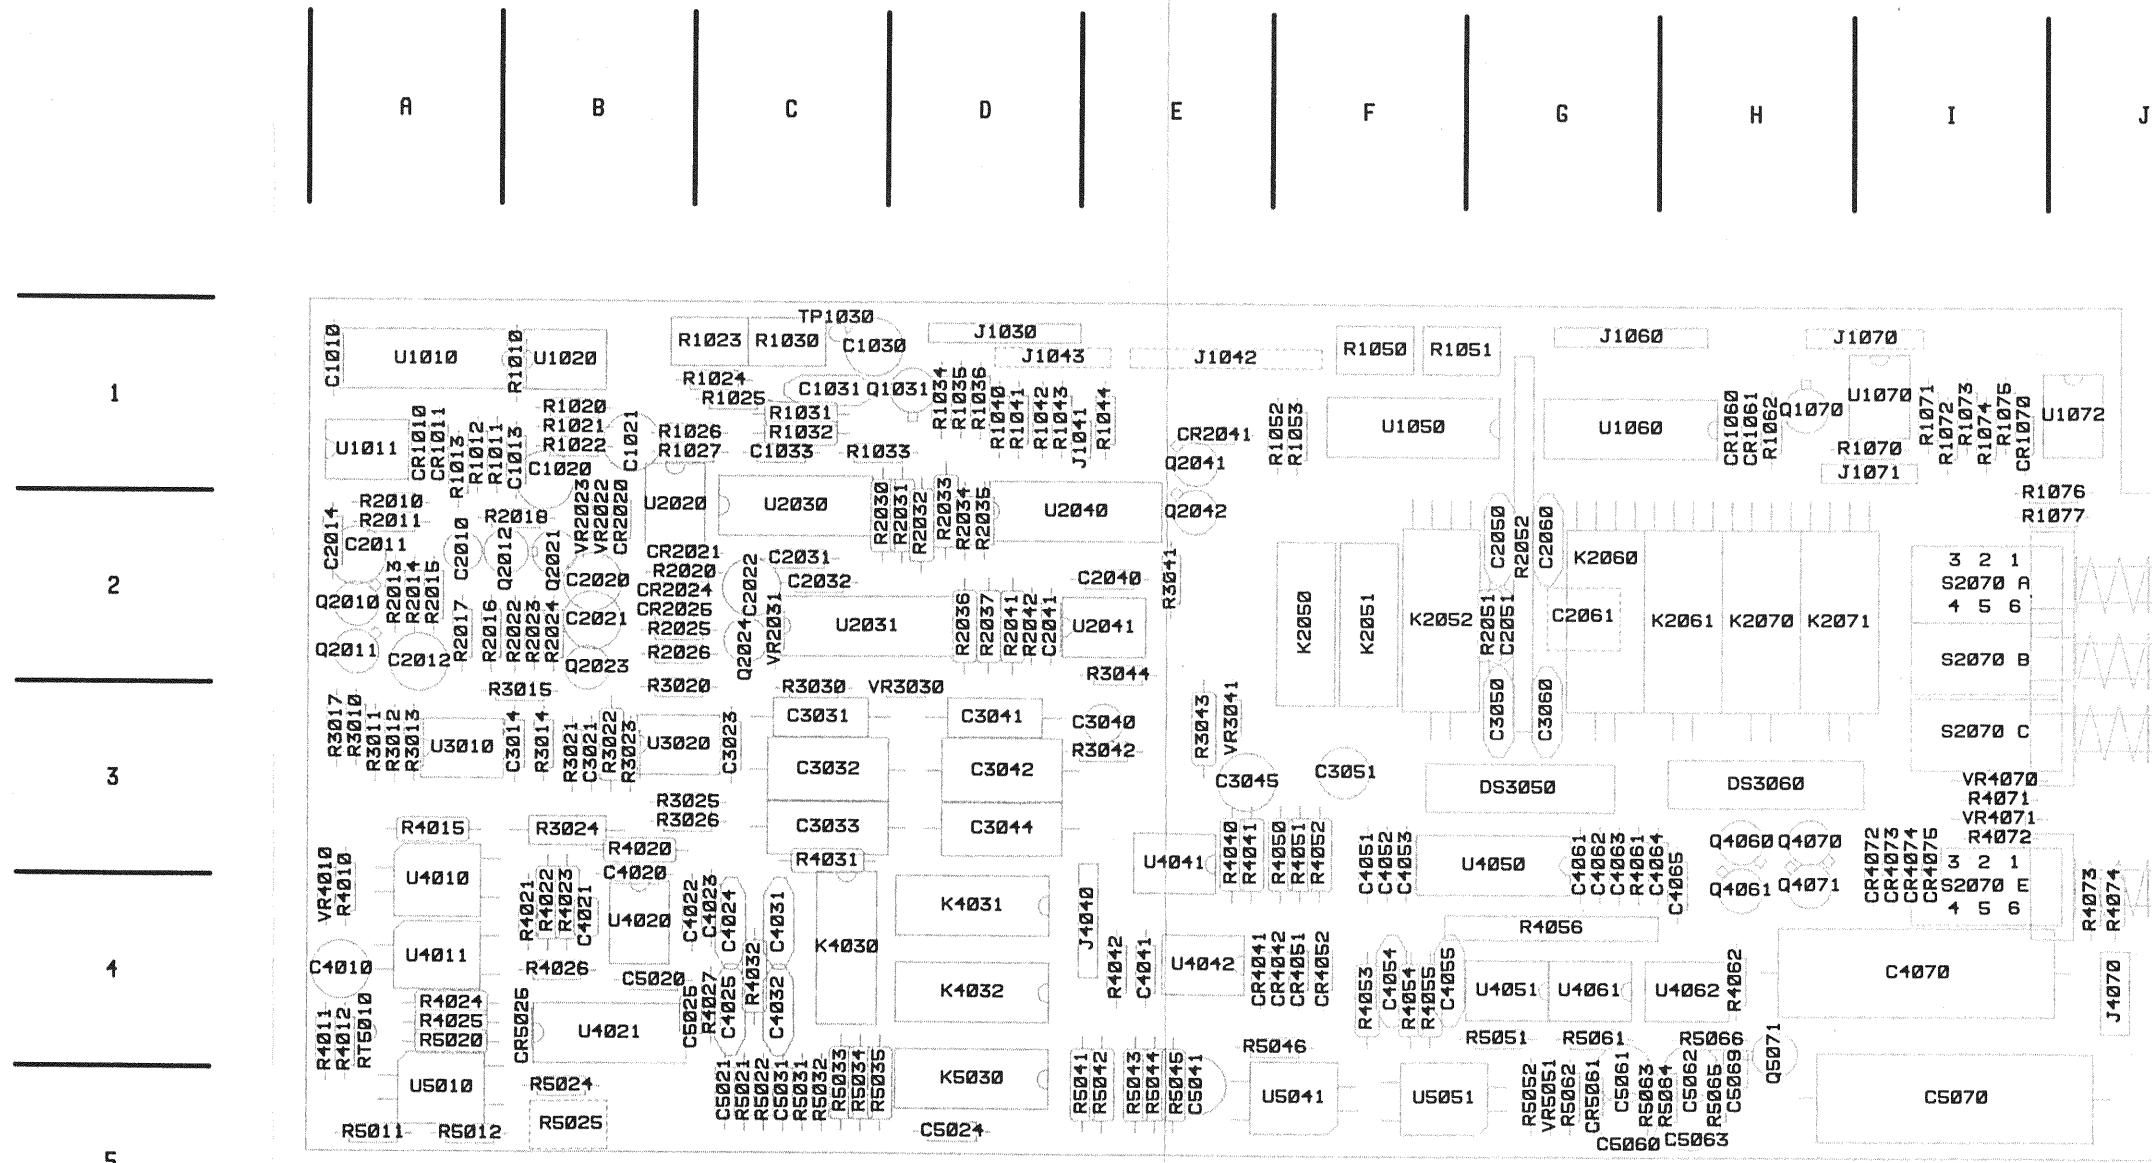 A B C D E F G H I J
1
TP1030
C1010 U1010 R1010 U1020 R1023 R1030 C1030 J1030 J1043 J1042 R1050 R1051 J1060 J1070
R1024 C1031 Q1031 R1034 R1035 R1036 U1070 R1071 R1073 R1075 U1072
R1025
R1020 R1031 R1040 R1041 R1042 R1043 J1041 R1044 R1052 R1053 U1050 U1060 CR1060 CR1061 R1062 Q1070 R1072 R1074 CR1070
R1021 C1021 R1026 R1032
U1011 CR1010 CR1011 R1013 R1012 R1011 C1013 R1022 R1027 C1033 R1033 CR2041 R1070
C1020 Q2041 J1071
2
R2010 VR2023 VR2022 CR2020 U2020 U2030 R2030 R2031 R2032 R2033 R2034 R2035 U2040 Q2042 R1076
C2014 R2011 R2018 R1077
C2011 C2010 Q2012 Q2021 CR2021 C2031 C2050 R2052 C2060 K2060 3 2 1
R2020 C2022 C2032 C2040 R3041 S2070 A
R2013 R2014 R2015 C2020 CR2024 4 5 6
Q2010 R2017 R2016 R2022 R2023 R2024 C2021 CR2025 VR2031 U2031 R2036 R2037 R2041 R2042 C2041 U2041 K2050 K2051 K2052 R2051 C2051 C2061 K2061 K2070 K2071
R2025
Q2011 C2012 Q2023 R2026 Q2024 R3044 S2070 B
3
R3015 R3020 R3030 VR3030
R3017 R3010 R3011 R3012 R3013 U3010 C3014 R3014 R3021 C3021 R3022 R3023 U3020 C3023 C3031 C3041 C3040 R3043 VR3041 C3050 C3060 S2070 C
R3042
C3032 C3042 C3045 C3051 DS3050 DS3060 VR4070
R3025 R4071
R3026 VR4071
R4015 R3024 C3033 C3044 Q4060 Q4070 R4072
R4020 R4031 U4041 R4040 R4041 R4050 R4051 R4052 C4051 C4052 C4053 U4050 C4061 C4062 C4063 R4061 C4064 C4065 CR4072 CR4073 CR4074 CR4075 3 2 1
4
VR4010 R4010 U4010 C4020 Q4061 Q4071 S2070 E
R4021 R4022 R4023 C4021 U4020 C4022 C4023 C4024 C4031 K4031 J4040 4 5 6 R4073 R4074
U4011 K4030 R4056
C4010 R4026 C5020 R4027 C4025 R4032 C4032 R4042 C4041 U4042 CR4041 CR4042 CR4051 CR4052 R4053 C4054 R4054 R4055 C4055 R4062 C4070
R4024 K4032 U4051 U4061 U4062 J4070
R4011 R4012 RT5010 R4025 CR5026 U4021 C5025
R5020 R5046 R5051 R5061 R5066 Q5071
5
U5010 R5024 C5021 R5021 R5022 C5031 R5031 R5032 R5033 R5034 R5035 K5030 R5041 R5042 R5043 R5044 R5045 C5041 U5041 U5051 R5052 VR5051 R5062 CR5061 C5061 R5063 R5064 C5062 R5065 C5069 C5070
R5025
R5011 R5012 C5024 C5060 C5063